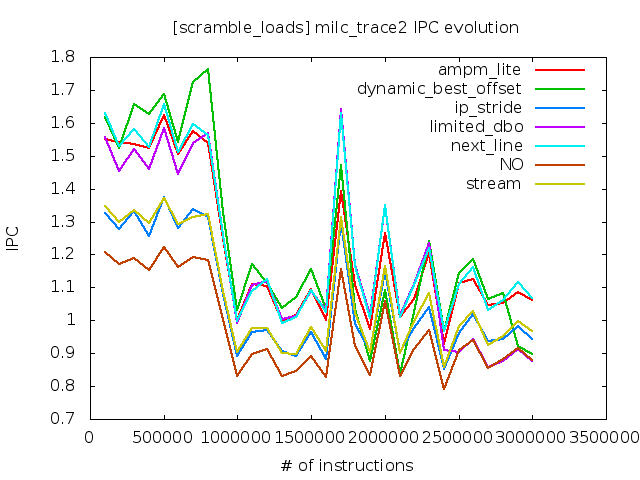 [scramble_loads] milc_trace2 IPC evolution
1.8
1.7
1.6
1.5
1.4
1.3
1.2
1.1
1
0.9
0.8
0.7
IPC
ampm_lite
dynamic_best_offset
ip_stride
limited_dbo
next_line
NO
stream
0 500000 1000000 1500000 2000000 2500000 3000000 3500000
# of instructions